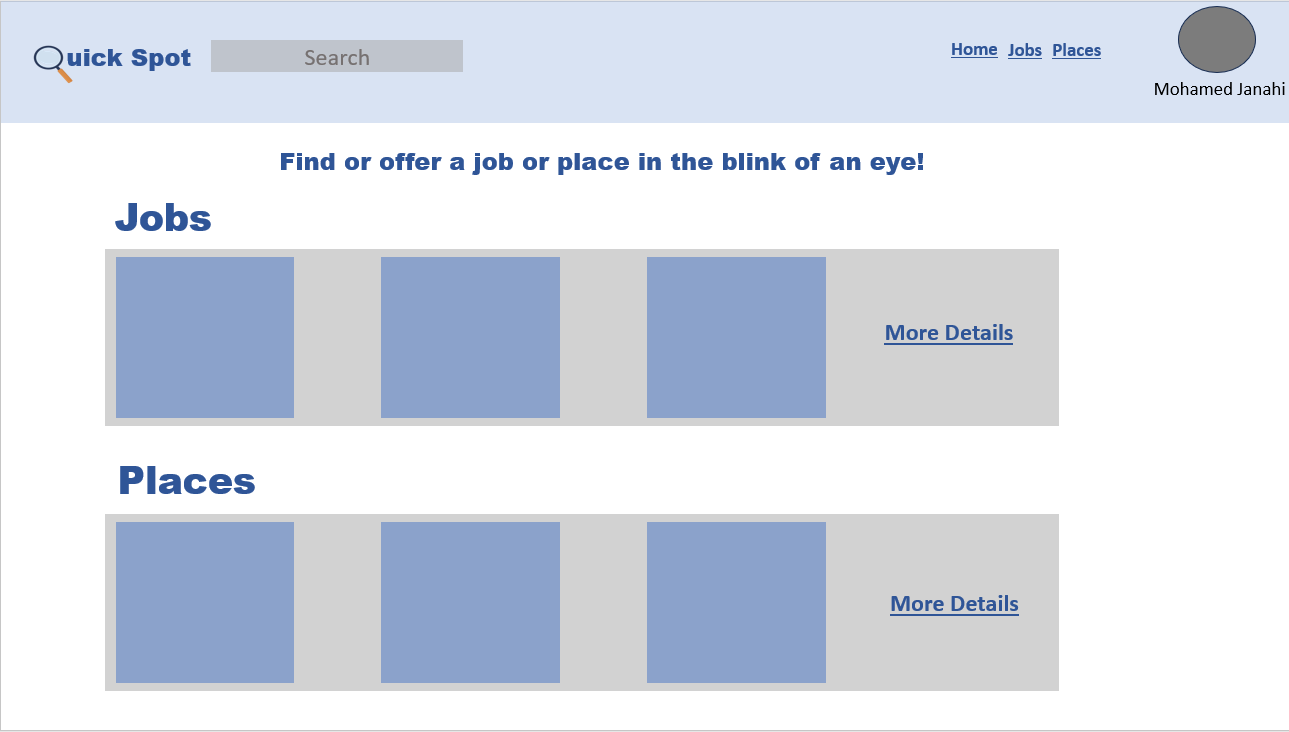 Quick Spot
Search
Home Jobs Places
Mohamed Janahi
Find or offer a job or place in the blink of an eye!
Jobs
More Details
Places
More Details